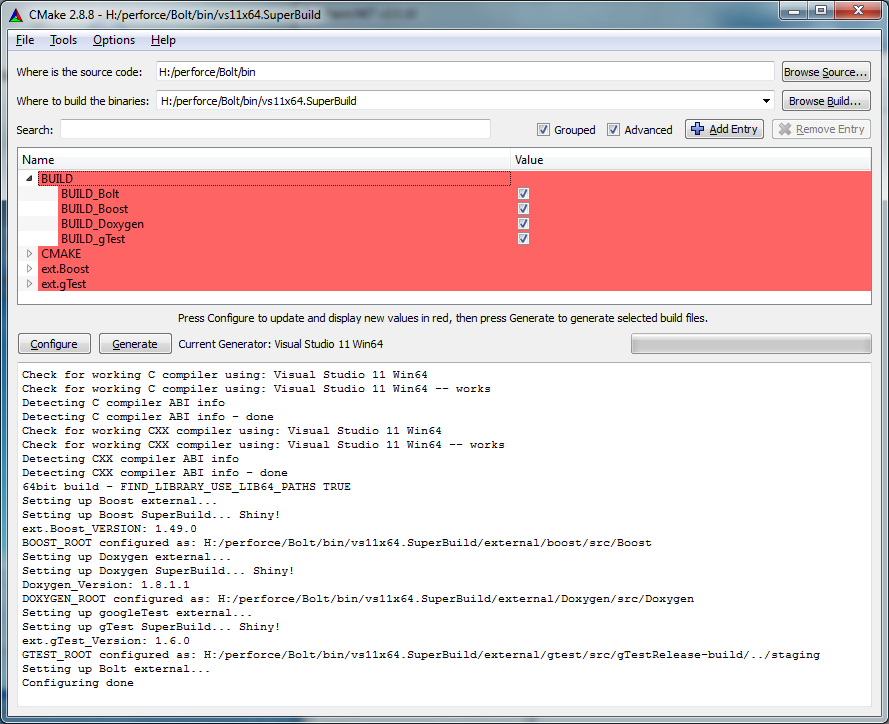 CMake 2.8.8 - H:/perforce/Bolt/bin/vs11x64.SuperBuild
File Tools Options Help
Where is the source code: H:/perforce/Bolt/bin Browse Source...
Where to build the binaries: H:/perforce/Bolt/bin/vs11x64.SuperBuild Browse Build...
Search: Grouped Advanced Add Entry Remove Entry
Name Value
BUILD
BUILD_Bolt
BUILD_Boost
BUILD_Doxygen
BUILD_gTest
CMAKE
ext.Boost
ext.gTest
Press Configure to update and display new values in red, then press Generate to generate selected build files.
Configure Generate Current Generator: Visual Studio 11 Win64
Check for working C compiler using: Visual Studio 11 Win64
Check for working C compiler using: Visual Studio 11 Win64 -- works
Detecting C compiler ABI info
Detecting C compiler ABI info - done
Check for working CXX compiler using: Visual Studio 11 Win64
Check for working CXX compiler using: Visual Studio 11 Win64 -- works
Detecting CXX compiler ABI info
Detecting CXX compiler ABI info - done
64bit build - FIND_LIBRARY_USE_LIB64_PATHS TRUE
Setting up Boost external...
Setting up Boost SuperBuild... Shiny!
ext.Boost_VERSION: 1.49.0
BOOST_ROOT configured as: H:/perforce/Bolt/bin/vs11x64.SuperBuild/external/boost/src/Boost
Setting up Doxygen external...
Setting up Doxygen SuperBuild... Shiny!
Doxygen_Version: 1.8.1.1
DOXYGEN_ROOT configured as: H:/perforce/Bolt/bin/vs11x64.SuperBuild/external/Doxygen/src/Doxygen
Setting up googleTest external...
Setting up gTest SuperBuild... Shiny!
ext.gTest_Version: 1.6.0
GTEST_ROOT configured as: H:/perforce/Bolt/bin/vs11x64.SuperBuild/external/gtest/src/gTestRelease-build/../staging
Setting up Bolt external...
Configuring done